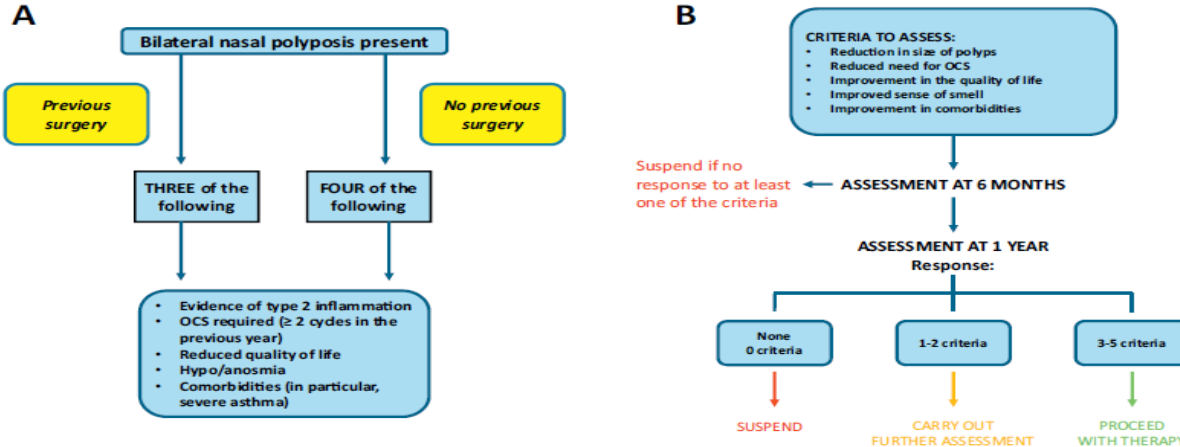 A
Bilateral nasal polyposis present
Previous
surgery
No previous
surgery
THREE of the
following
FOUR of the
following
• Evidence of type 2 inflammation
• OCS required (≥ 2 cycles in the
previous year)
• Reduced quality of life
• Hypo/anosmia
• Comorbidities (in particular,
severe asthma)
B
CRITERIA TO ASSESS:
• Reduction in size of polyps
• Reduced need for OCS
• Improvement in the quality of life
• Improved sense of smell
• Improvement in comorbidities
Suspend if no
response to at least
one of the criteria
ASSESSMENT AT 6 MONTHS
ASSESSMENT AT 1 YEAR
Response:
None
0 criteria
1-2 criteria
3-5 criteria
SUSPEND
CARRY OUT
FURTHER ASSESSMENT
PROCEED
WITH THERAPY